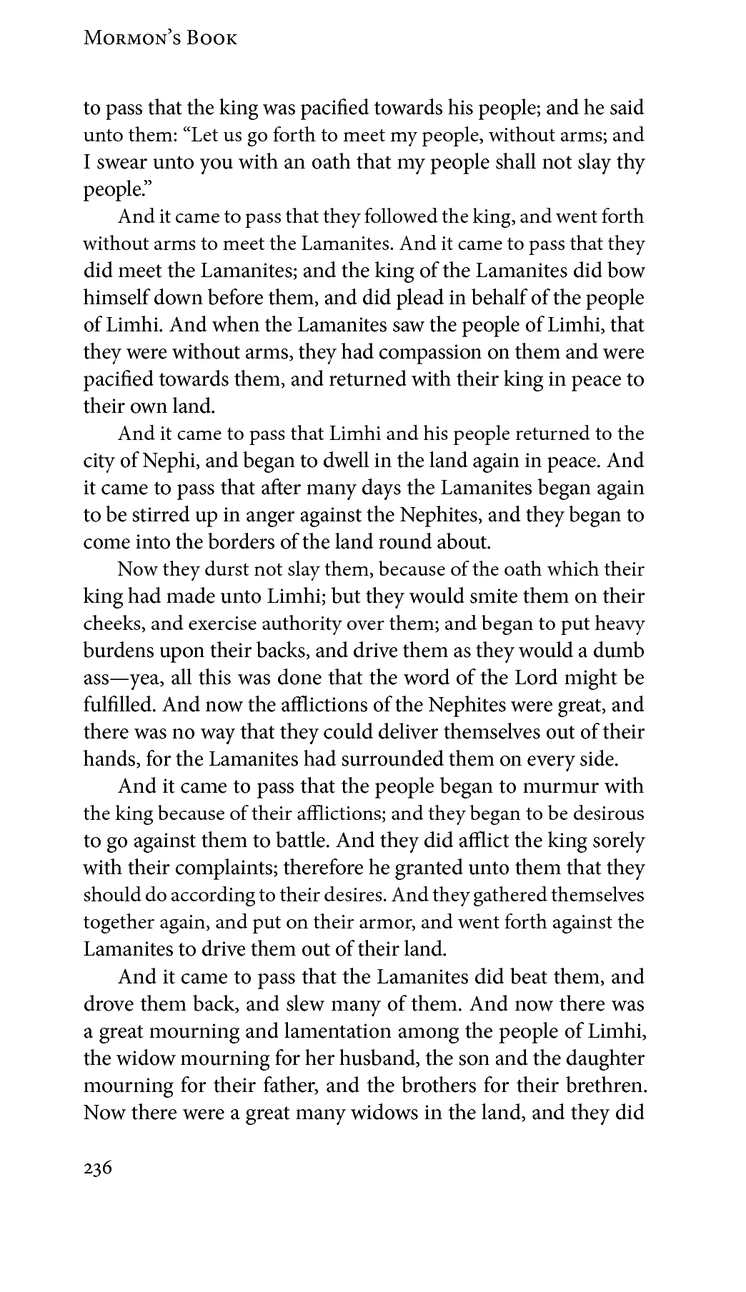 Mormon's Book
to pass that the king was pacified towards his people; and he said
unto them: “Let us go forth to meet my people, without arms; and
I swear unto you with an oath that my people shall not slay thy
people.”
And it came to pass that they followed the king, and went forth
without arms to meet the Lamanites. And it came to pass that they
did meet the Lamanites; and the king of the Lamanites did bow
himself down before them, and did plead in behalf of the people
of Limhi. And when the Lamanites saw the people of Limhi, that
they were without arms, they had compassion on them and were
pacified towards them, and returned with their king in peace to
their own land.
And it came to pass that Limhi and his people returned to the
city of Nephi, and began to dwell in the land again in peace. And
it came to pass that after many days the Lamanites began again
to be stirred up in anger against the Nephites, and they began to
come into the borders of the land round about.
Now they durst not slay them, because of the oath which their
king had made unto Limhi; but they would smite them on their
cheeks, and exercise authority over them; and began to put heavy
burdens upon their backs, and drive them as they would a dumb
ass—yea, all this was done that the word of the Lord might be
fulfilled. And now the afflictions of the Nephites were great, and
there was no way that they could deliver themselves out of their
hands, for the Lamanites had surrounded them on every side.
And it came to pass that the people began to murmur with
the king because of their afflictions; and they began to be desirous
to go against them to battle. And they did afflict the king sorely
with their complaints; therefore he granted unto them that they
should do according to their desires. And they gathered themselves
together again, and put on their armor, and went forth against the
Lamanites to drive them out of their land.
And it came to pass that the Lamanites did beat them, and
drove them back, and slew many of them. And now there was
a great mourning and lamentation among the people of Limhi,
the widow mourning for her husband, the son and the daughter
mourning for their father, and the brothers for their brethren.
Now there were a great many widows in the land, and they did
236